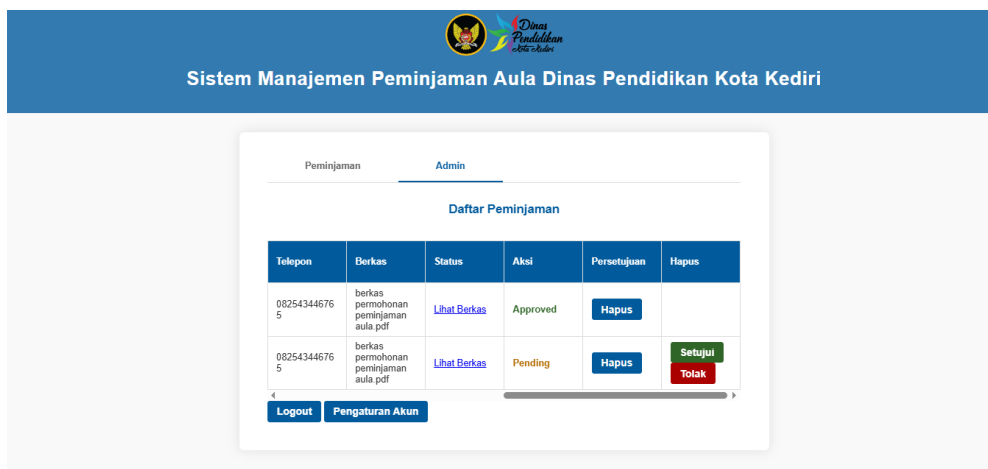 Dinas
Pendidikan
Kota Kediri
Sistem Manajemen Peminjaman Aula Dinas Pendidikan Kota Kediri
Peminjaman Admin
Daftar Peminjaman
Telepon Berkas Status Aksi Persetujuan Hapus
08254344676
5
berkas
permohonan
peminjaman
aula.pdf
Lihat Berkas
Approved
Hapus
08254344676
5
berkas
permohonan
peminjaman
aula.pdf
Lihat Berkas
Pending
Hapus
Setujui
Tolak
Logout Pengaturan Akun